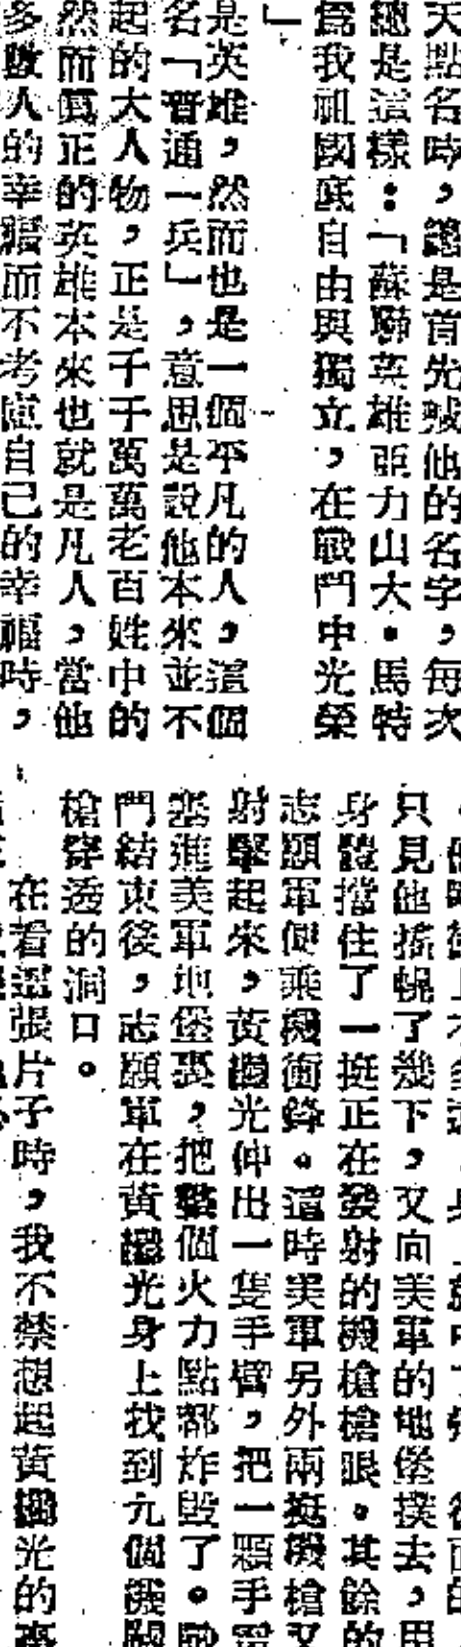 天點名時，總是首先喊他的名字，每次
總是這樣：「蘇聯英雄亞力山大・馬特
爲我祖國底自由與獨立，在戰鬥中光榮
」
是英雄，然而也是一個平凡的人，這個
名「普通一兵」，意思是說他本來並不
起的大人物，正是千千萬萬老百姓中的
然而眞正的英雄本來也就是凡人，當他
多數人的幸福而不考慮自己的幸福時，
只見他搖幌了幾下，又向美軍的地堡撲去，用
身體擋住了一挺正在發射的機槍槍眼。其餘的
志願軍便乘機衝鋒。這時美軍另外兩挺機槍又
射擊起來，黃繼光伸出一隻手臂，把一顆手雷
塞進美軍地堡裏，把整個火力點都炸毀了。戰
鬥結束後，志願軍在黃繼光身上找到九個機關
槍穿透的洞口。
在看這張片子時，我不禁想起黃繼光的